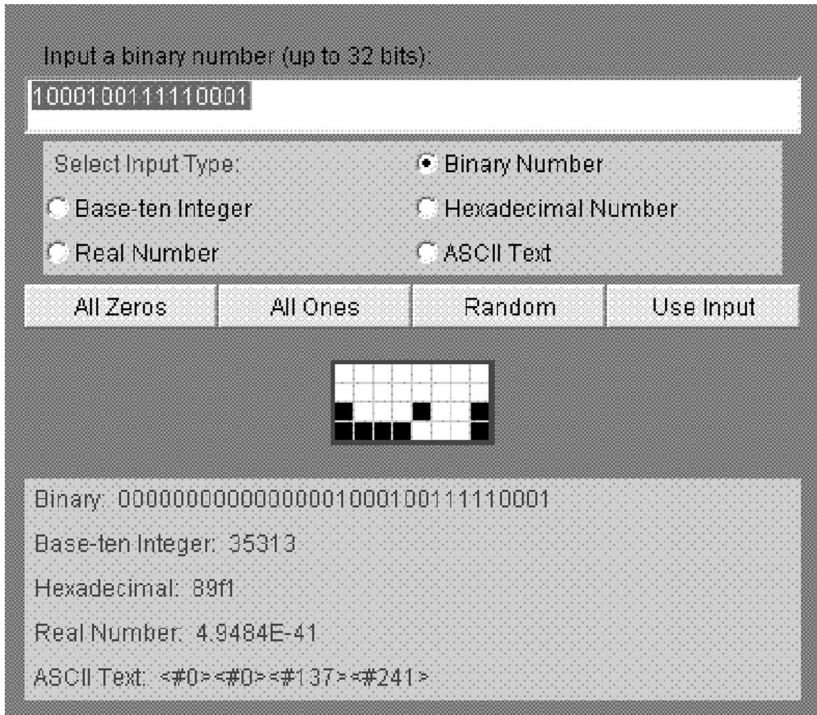 Input a binary number (up to 32 bits):
1000100111110001
Select Input Type:
Binary Number
Base-ten Integer
Hexadecimal Number
Real Number
ASCII Text
All Zeros
All Ones
Random
Use Input
Binary: 00000000000000001000100111110001
Base-ten Integer: 35313
Hexadecimal: 89f1
Real Number: 4.9484E-41
ASCII Text: <#0><#0><#137><#241>